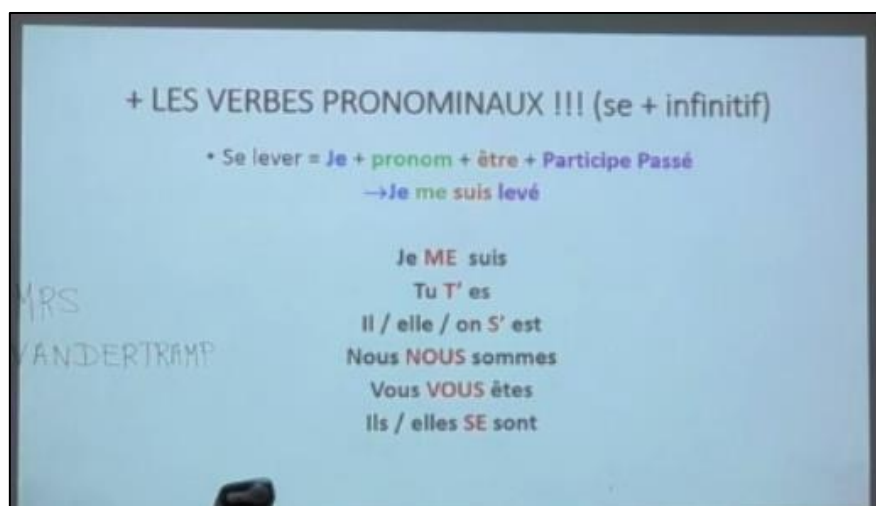 + LES VERBES PRONOMINAUX !!! (se + infinitif)
• Se lever = Je + pronom + être + Participe Passé
→Je me suis levé
Je ME suis
Tu T' es
Il / elle / on S' est
Nous NOUS sommes
Vous VOUS êtes
Ils / elles SE sont
MRS
VANDERTRAMP